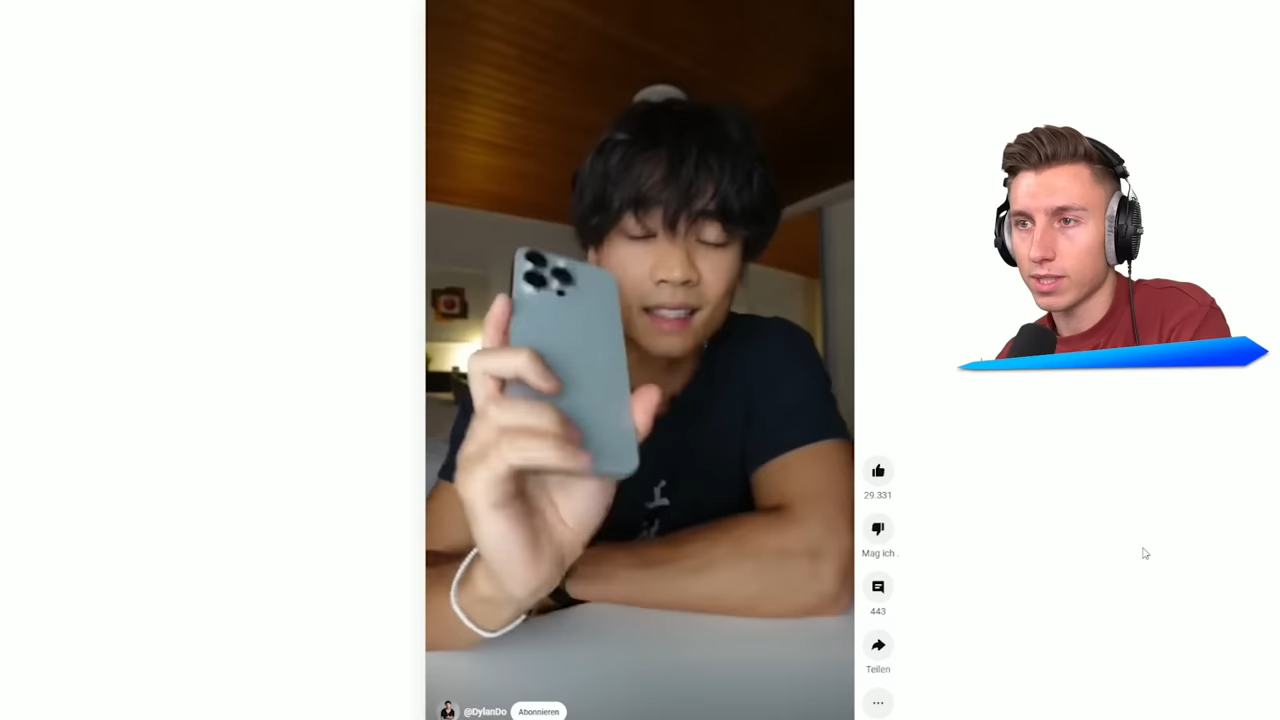 29.331
Mag ich .
443
Teilen
@DylanDo
Abonnieren